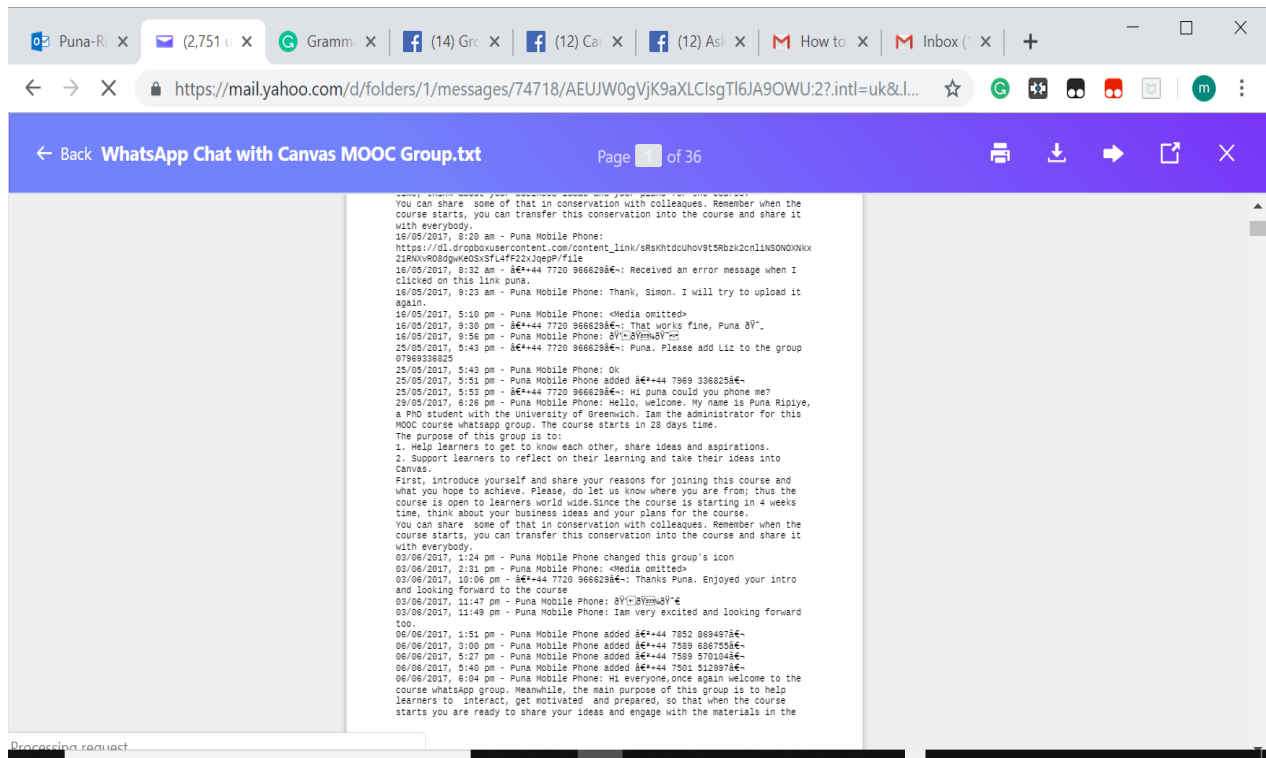 Puna-Ri
(2,751 u
Gramm
(14) Gro
(12) Can
(12) Ask
How to
Inbox (
https://mail.yahoo.com/d/folders/1/messages/74718/AEUJW0gVjK9aXLCIsgTl6JA9OWU:2?.intl=uk&.l...
m
Back WhatsApp Chat with Canvas MOOC Group.txt
Page 1 of 36
time, think about your business ideas and your plans for the course.
You can share some of that in conservation with colleagues. Remember when the
course starts, you can transfer this conservation into the course and share it
with everybody.
16/05/2017, 8:20 am - Puna Mobile Phone:
https://dl.dropboxusercontent.com/content_link/
16/05/2017, 8:32 am - ‪+44 7720 966629‬: Received an error message when I
clicked on this link puna.
16/05/2017, 9:23 am - Puna Mobile Phone: Thank, Simon. I will try to upload it
again.
16/05/2017, 5:10 pm - Puna Mobile Phone: <Media omitted>
16/05/2017, 9:30 pm - ‪+44 7720 966629‬: That works fine, Puna
16/05/2017, 9:56 pm - Puna Mobile Phone:
25/05/2017, 5:43 pm - ‪+44 7720 966629‬: Puna. Please add Liz to the group
07969336825
25/05/2017, 5:43 pm - Puna Mobile Phone: Ok
25/05/2017, 5:51 pm - Puna Mobile Phone added ‪+44 7969 336825‬
25/05/2017, 5:53 pm - ‪+44 7720 966629‬: Hi puna could you phone me?
29/05/2017, 6:26 pm - Puna Mobile Phone: Hello, welcome. My name is Puna Ripiye,
a PhD student with the University of Greenwich. Iam the administrator for this
MOOC course whatsapp group. The course starts in 28 days time.
The purpose of this group is to:
1. Help learners to get to know each other, share ideas and aspirations.
2. Support learners to reflect on their learning and take their ideas into
Canvas.
First, introduce yourself and share your reasons for joining this course and
what you hope to achieve. Please, do let us know where you are from; thus the
course is open to learners world wide.Since the course is starting in 4 weeks
time, think about your business ideas and your plans for the course.
You can share some of that in conservation with colleagues. Remember when the
course starts, you can transfer this conservation into the course and share it
with everybody.
03/06/2017, 1:24 pm - Puna Mobile Phone changed this group's icon
03/06/2017, 2:31 pm - Puna Mobile Phone: <Media omitted>
03/06/2017, 10:06 pm - ‪+44 7720 966629‬: Thanks Puna. Enjoyed your intro
and looking forward to the course
03/06/2017, 11:47 pm - Puna Mobile Phone:
03/06/2017, 11:49 pm - Puna Mobile Phone: Iam very excited and looking forward
too.
06/06/2017, 1:51 pm - Puna Mobile Phone added ‪+44 7852 869497‬
06/06/2017, 3:00 pm - Puna Mobile Phone added ‪+44 7589 686755‬
06/06/2017, 5:27 pm - Puna Mobile Phone added ‪+44 7589 570104‬
06/06/2017, 5:40 pm - Puna Mobile Phone added ‪+44 7501 512997‬
06/06/2017, 6:04 pm - Puna Mobile Phone: Hi everyone,once again welcome to the
course whatsApp group. Meanwhile, the main purpose of this group is to help
learners to interact, get motivated and prepared, so that when the course
starts you are ready to share your ideas and engage with the materials in the
Processing request